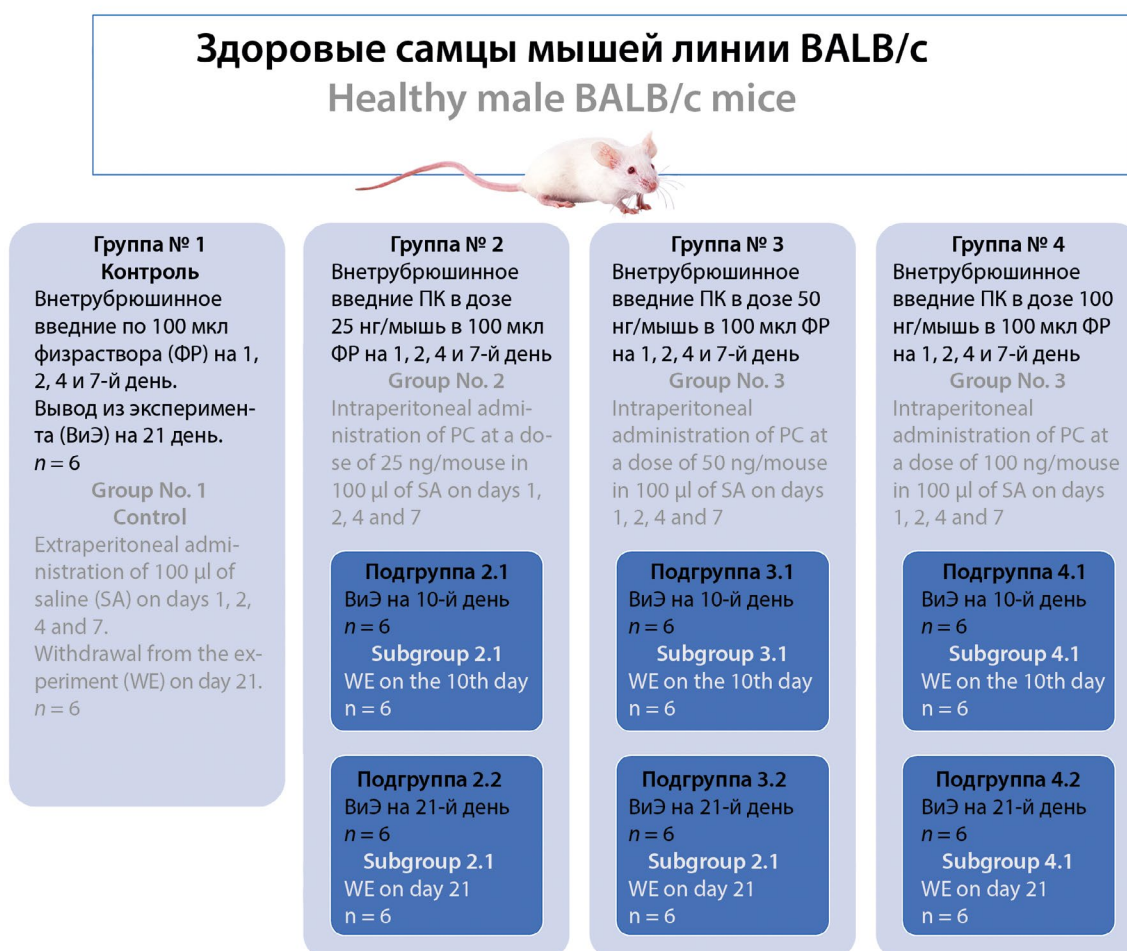 Здоровые самцы мышей линии BALB/c
Healthy male BALB/c mice
Группа № 1
Контроль
Внетрубрюшинное
введние по 100 мкл
физраствора (ФР) на 1,
2, 4 и 7-й день.
Вывод из эксперимен-
та (ВиЭ) на 21 день.
n = 6
Group No. 1
Control
Extraperitoneal admi-
nistration of 100 µl of
saline (SA) on days 1, 2,
4 and 7.
Withdrawal from the ex-
periment (WE) on day 21.
n = 6
Группа № 2
Внетрубрюшинное
введние ПК в дозе
25 нг/мышь в 100 мкл
ФР на 1, 2, 4 и 7-й день
Group No. 2
Intraperitoneal admi-
nistration of PC at a do-
se of 25 ng/mouse in
100 µl of SA on days 1,
2, 4 and 7
Подгруппа 2.1
ВиЭ на 10-й день
n = 6
Subgroup 2.1
WE on the 10th day
n = 6
Подгруппа 2.2
ВиЭ на 21-й день
n = 6
Subgroup 2.1
WE on day 21
n = 6
Группа № 3
Внетрубрюшинное
введние ПК в дозе 50
нг/мышь в 100 мкл ФР
на 1, 2, 4 и 7-й день
Group No. 3
Intraperitoneal
administration of PC at
a dose of 50 ng/mouse
in 100 µl of SA on days
1, 2, 4 and 7
Подгруппа 3.1
ВиЭ на 10-й день
n = 6
Subgroup 3.1
WE on the 10th day
n = 6
Подгруппа 3.2
ВиЭ на 21-й день
n = 6
Subgroup 2.1
WE on day 21
n = 6
Группа № 4
Внетрубрюшинное
введние ПК в дозе 100
нг/мышь в 100 мкл ФР
на 1, 2, 4 и 7-й день
Group No. 3
Intraperitoneal
administration of PC at
a dose of 100 ng/mouse
in 100 µl of SA on days
1, 2, 4 and 7
Подгруппа 4.1
ВиЭ на 10-й день
n = 6
Subgroup 4.1
WE on the 10th day
n = 6
Подгруппа 4.2
ВиЭ на 21-й день
n = 6
Subgroup 4.1
WE on day 21
n = 6